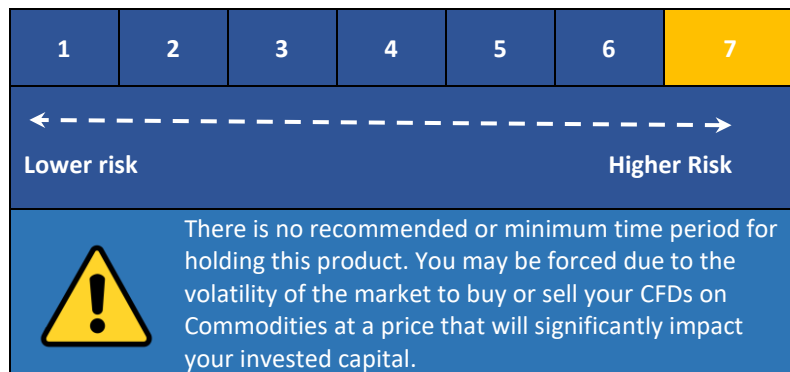 1 2 3 4 5 6 7
Lower risk Higher Risk
There is no recommended or minimum time period for
holding this product. You may be forced due to the
volatility of the market to buy or sell your CFDs on
Commodities at a price that will significantly impact
your invested capital.